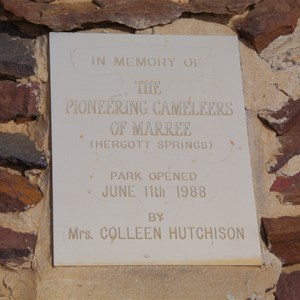 IN MEMORY OF
THE
PIONEERING CAMELEERS
OF MARREE
(HERGOTT SPRINGS)
PARK OPENED
JUNE 11th 1988
BY
Mrs. COLLEEN HUTCHISON